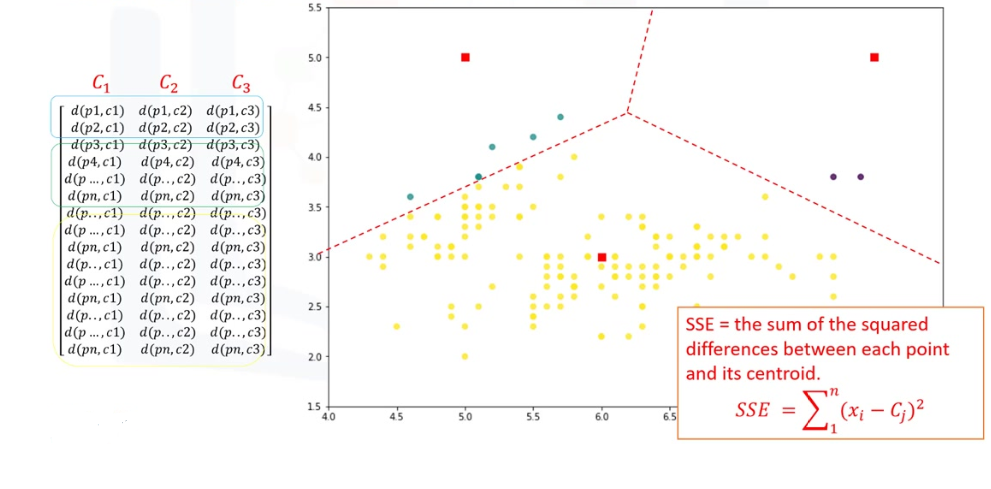 C₁ C₂ C₃
d(p1,c1) d(p1,c2) d(p1,c3)
d(p2,c1) d(p2,c2) d(p2,c3)
d(p3,c1) d(p3,c2) d(p3,c3)
d(p4,c1) d(p4,c2) d(p4,c3)
d(p ...,c1) d(p..,c2) d(p..,c3)
d(pn,c1) d(pn,c2) d(pn,c3)
d(p..,c1) d(p..,c2) d(p..,c3)
d(p ...,c1) d(p..,c2) d(p..,c3)
d(pn,c1) d(pn,c2) d(pn,c3)
d(p..,c1) d(p..,c2) d(p..,c3)
d(p ...,c1) d(p..,c2) d(p..,c3)
d(pn,c1) d(pn,c2) d(pn,c3)
d(p..,c1) d(p..,c2) d(p..,c3)
d(p ...,c1) d(p..,c2) d(p..,c3)
d(pn,c1) d(pn,c2) d(pn,c3)
5.5
5.0
4.5
4.0
3.5
3.0
2.5
2.0
1.5
4.0 4.5 5.0 5.5 6.0 6.5
SSE = the sum of the squared
differences between each point
and its centroid.
SSE = ∑₁ⁿ(xᵢ − Cⱼ)²